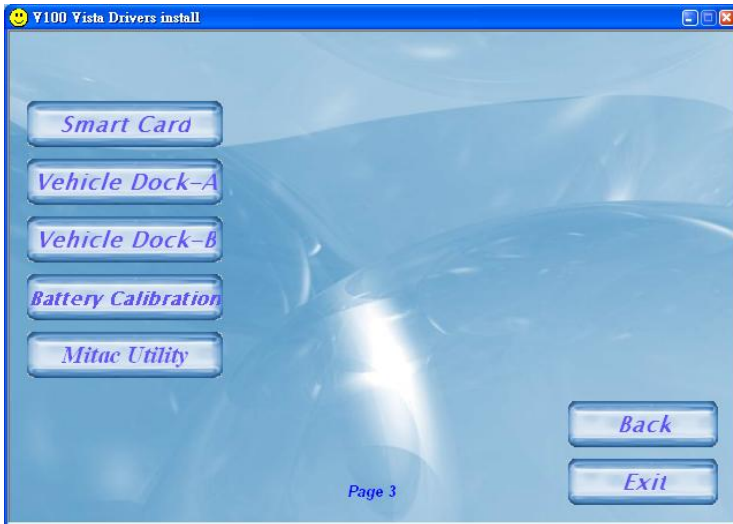 V100 Vista Drivers install
Smart Card
Vehicle Dock-A
Vehicle Dock-B
Battery Calibration
Mitac Utility
Back
Page 3
Exit